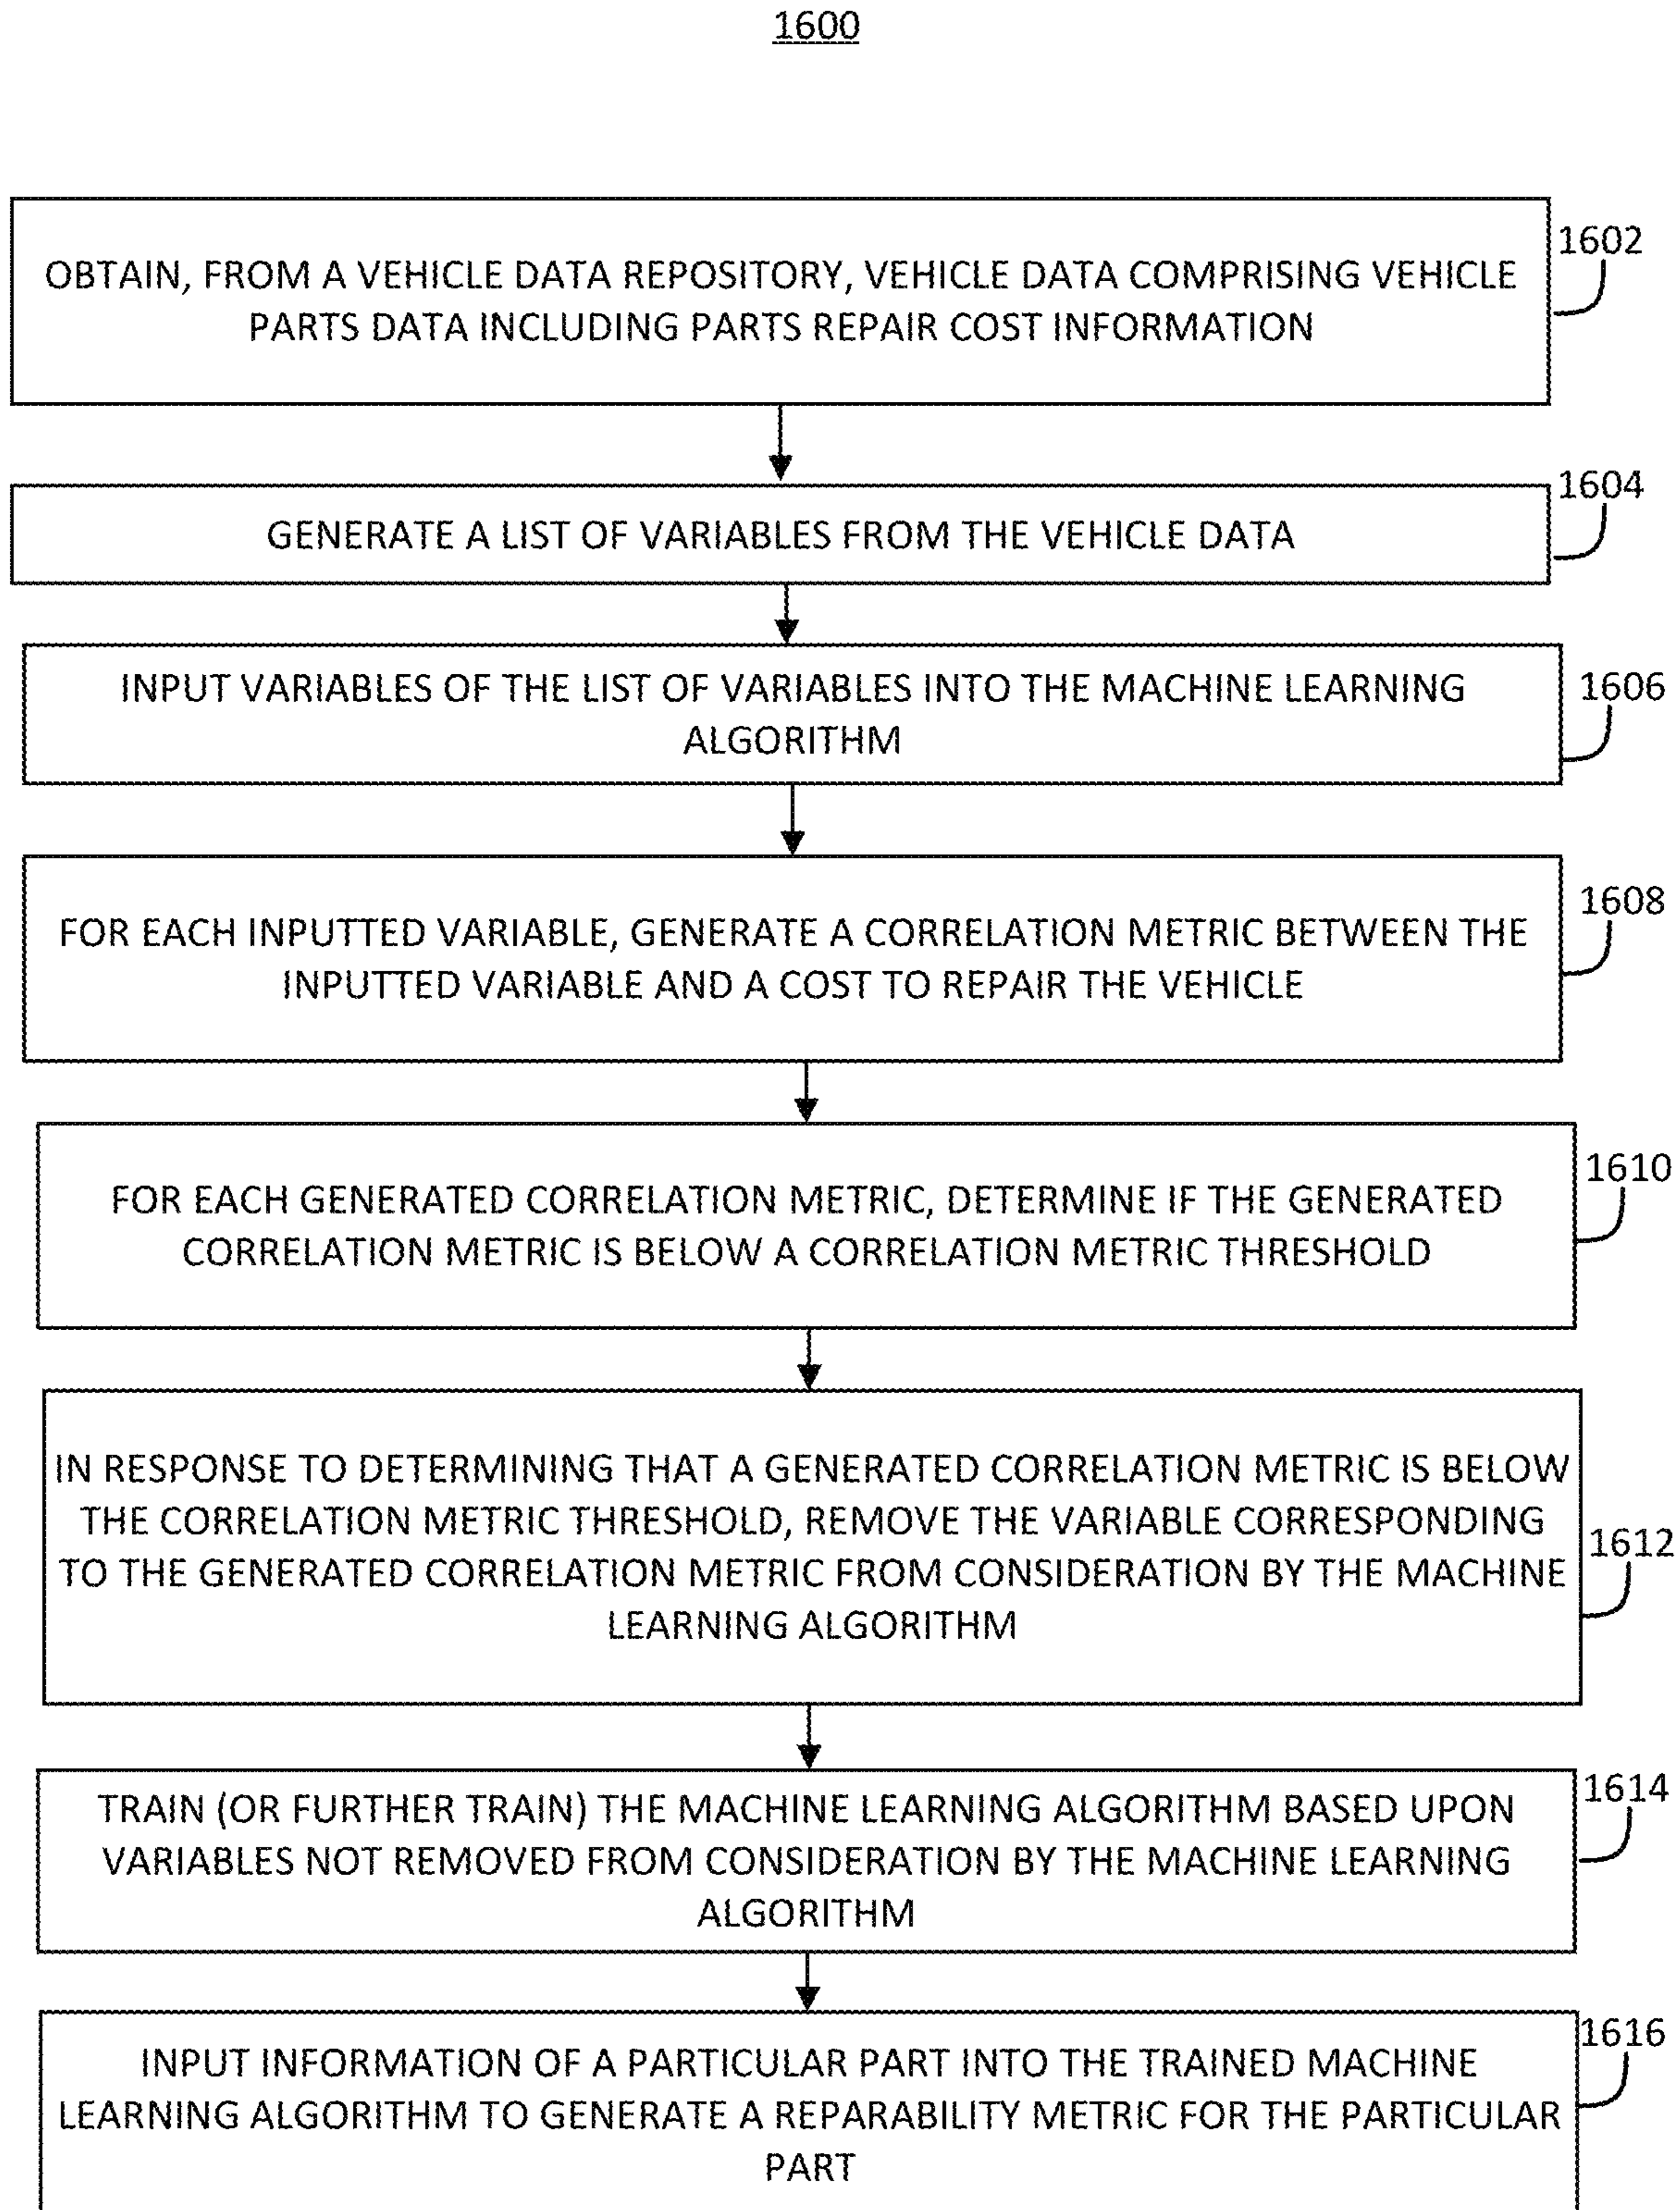 1600
1602
OBTAIN, FROM A VEHICLE DATA REPOSITORY, VEHICLE DATA COMPRISING VEHICLE
PARTS DATA INCLUDING PARTS REPAIR COST INFORMATION
1604
GENERATE A LIST OF VARIABLES FROM THE VEHICLE DATA
INPUT VARIABLES OF THE LIST OF VARIABLES INTO THE MACHINE LEARNING
1606
ALGORITHM
1608
FOR EACH INPUTTED VARIABLE, GENERATE A CORRELATION METRIC BETWEEN THE
INPUTTED VARIABLE AND A COST TO REPAIR THE VEHICLE
1610
FOR EACH GENERATED CORRELATION METRIC, DETERMINE IF THE GENERATED
CORRELATION METRIC IS BELOW A CORRELATION METRIC THRESHOLD
IN RESPONSE TO DETERMINING THAT A GENERATED CORRELATION METRIC IS BELOW
THE CORRELATION METRIC THRESHOLD, REMOVE THE VARIABLE CORRESPONDING
1612
TO THE GENERATED CORRELATION METRIC FROM CONSIDERATION BY THE MACHINE
LEARNING ALGORITHM
1614
TRAIN (OR FURTHER TRAIN) THE MACHINE LEARNING ALGORITHM BASED UPON
VARIABLES NOT REMOVED FROM CONSIDERATION BY THE MACHINE LEARNING
ALGORITHM
1616
INPUT INFORMATION OF A PARTICULAR PART INTO THE TRAINED MACHINE
LEARNING ALGORITHM TO GENERATE A REPARABILITY METRIC FOR THE PARTICULAR
PART